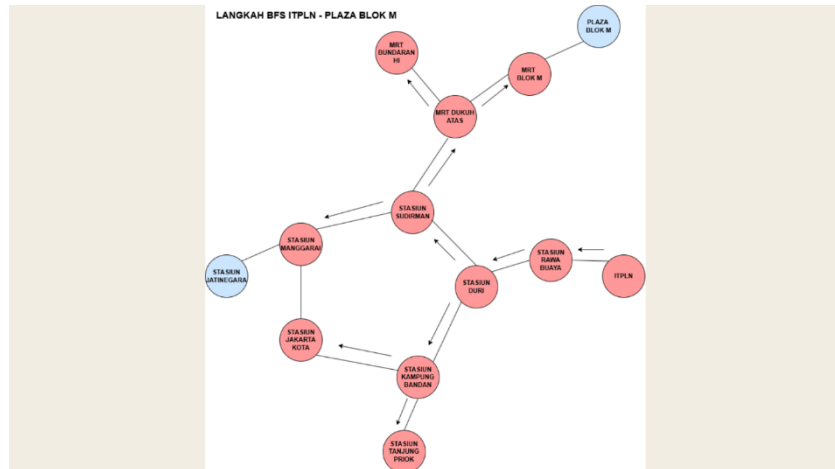 LANGKAH BFS ITPLN - PLAZA BLOK M
PLAZA
BLOK M
MRT
BUNDARAN
HI
MRT
BLOK M
MRT DUKUH
ATAS
STASIUN
SUDIRMAN
STASIUN
MANGGARAI
STASIUN
RAWA
BUAYA
STASIUN
JATINEGARA
ITPLN
STASIUN
DURI
STASIUN
JAKARTA
KOTA
STASIUN
KAMPUNG
BANDAN
STASIUN
TANJUNG
PRIOK